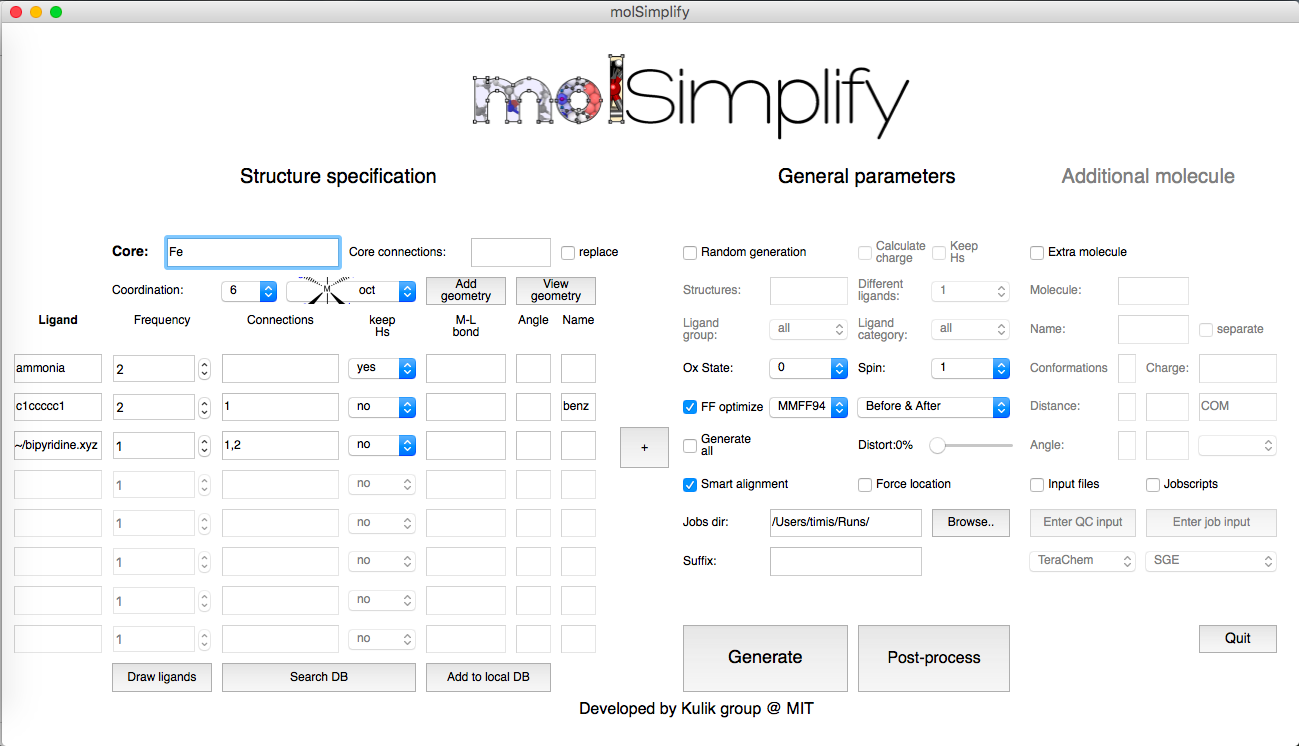 molSimplify
molSimplify
Structure specification
General parameters
Additional molecule
Core:
Fe
Core connections:
replace
Random generation
Calculate
charge
Keep
Hs
Extra molecule
Coordination:
6
M
oct
Add
geometry
View
geometry
Structures:
Different
ligands:
1
Molecule:
Ligand
Frequency
Connections
keep
Hs
M-L
bond
Angle
Name
Ligand
group:
all
Ligand
category:
all
Name:
separate
ammonia
2
yes
Ox State:
0
Spin:
1
Conformations
Charge:
c1ccccc1
2
1
no
benz
FF optimize
MMFF94
Before & After
Distance:
COM
~/bipyridine.xyz
1
1,2
no
+
Generate
all
Distort:0%
Angle:
1
no
Smart alignment
Force location
Input files
Jobscripts
1
no
Jobs dir:
/Users/timis/Runs/
Browse..
Enter QC input
Enter job input
1
no
Suffix:
TeraChem
SGE
1
no
1
no
Generate
Post-process
Quit
Draw ligands
Search DB
Add to local DB
Developed by Kulik group @ MIT